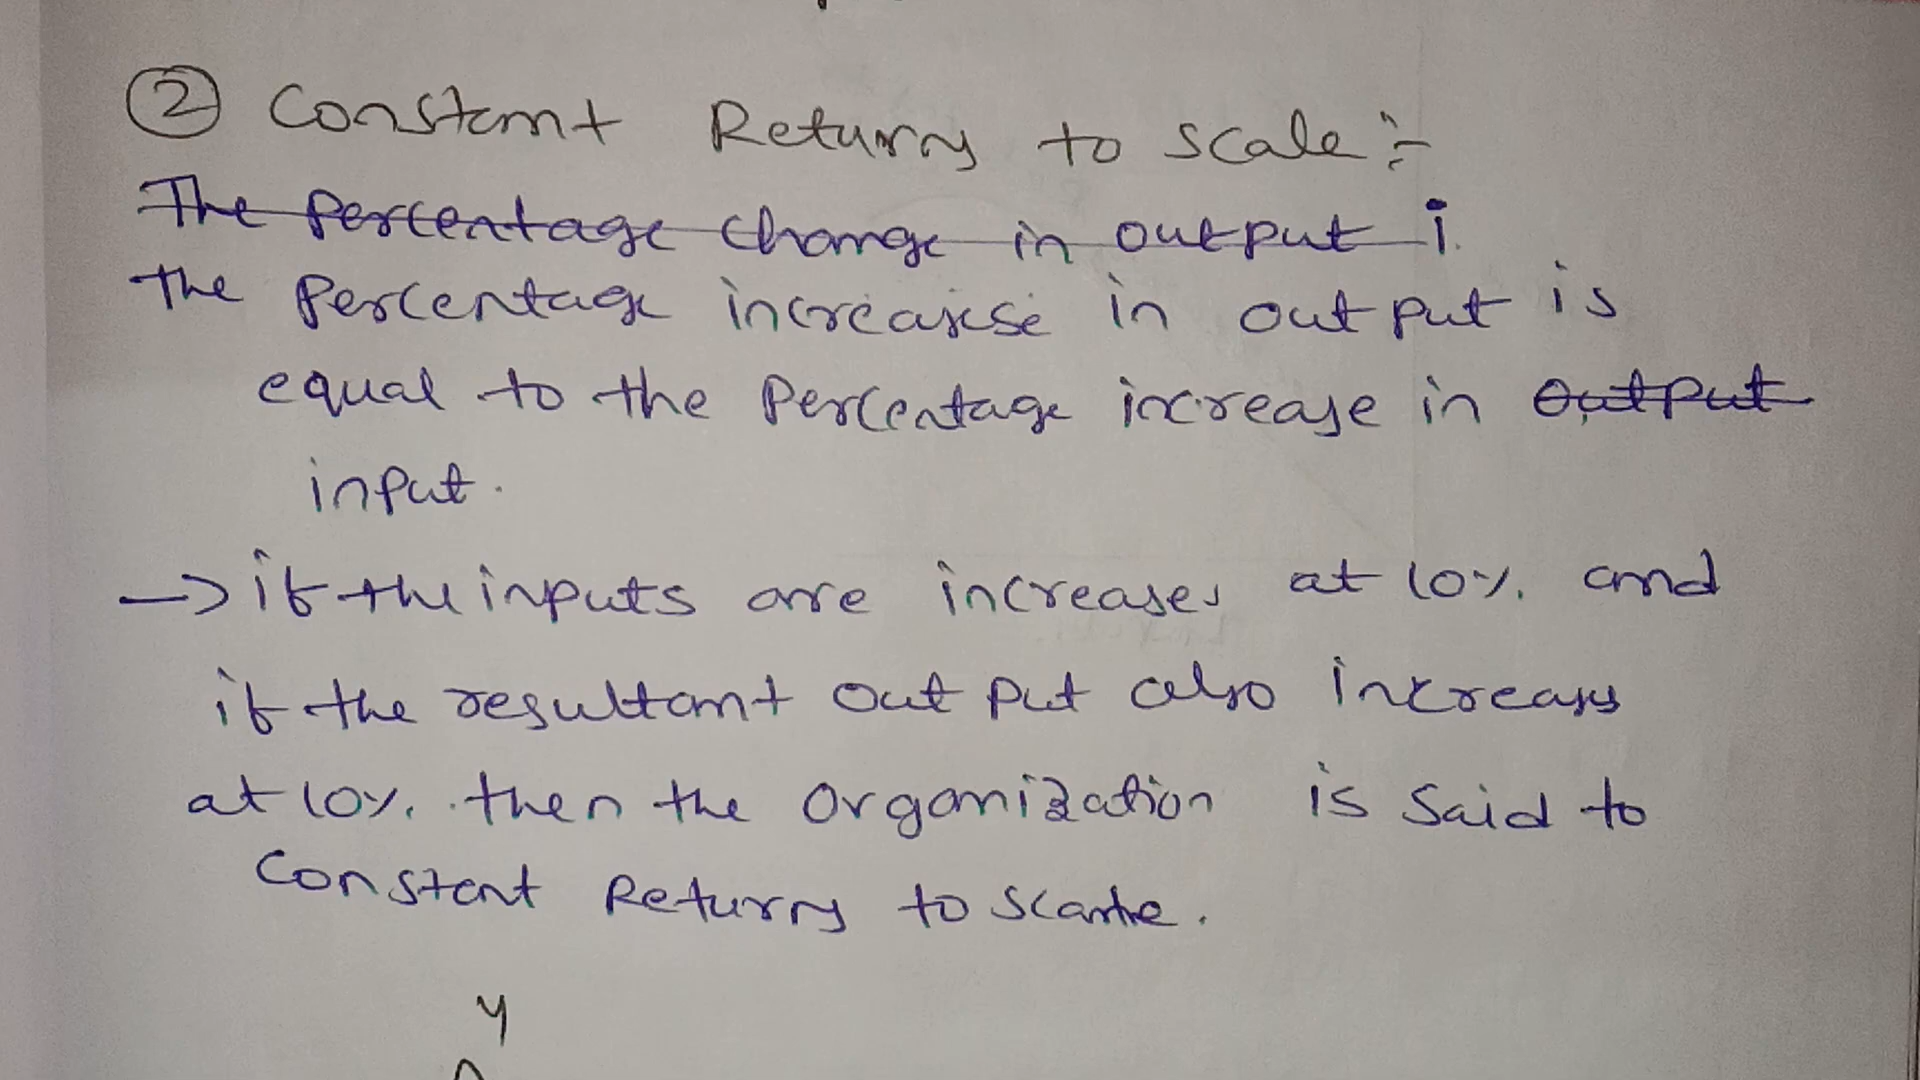 ② Constant Returns to scale :-
The percentage change in output i
the percentage increase in output is
equal to the percentage increase in output
input.
→ if the inputs are increases at 10% and
if the resultant output also increases
at 10%. then the organization is said to
Constant Returns to scale.
y